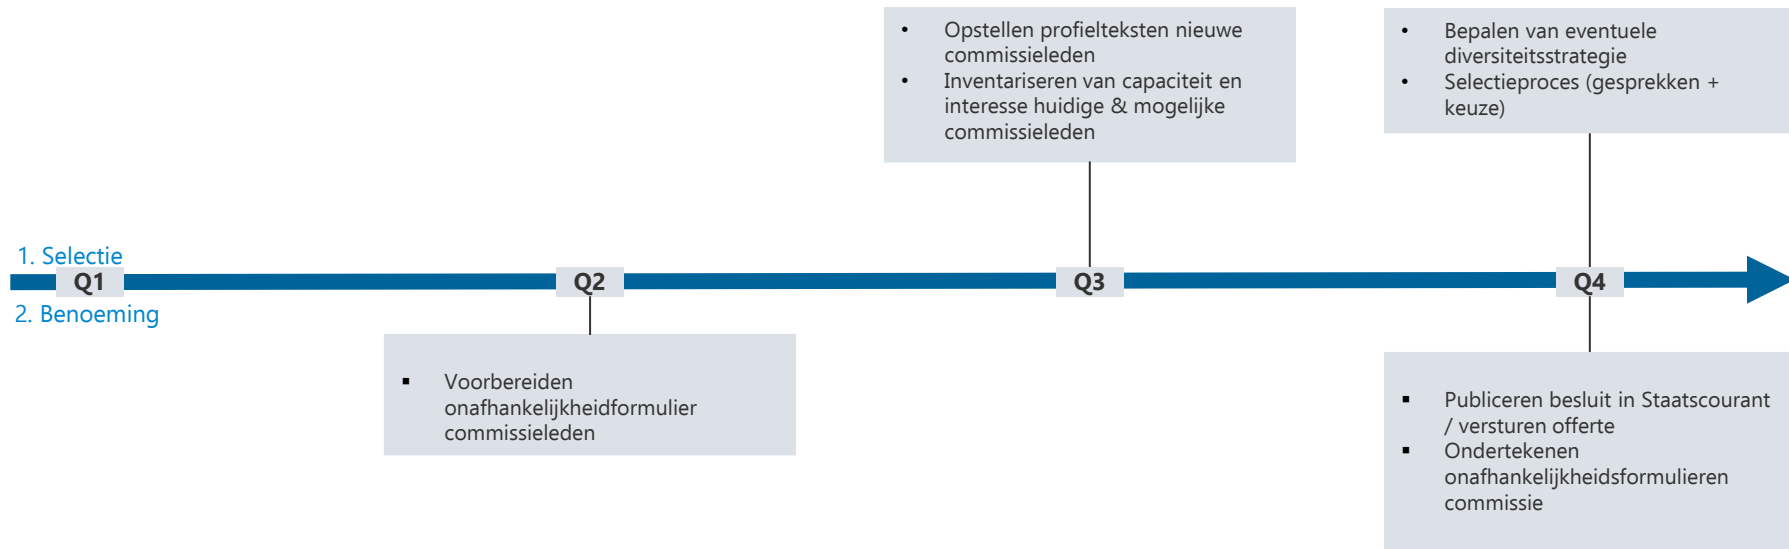 • Opstellen profielteksten nieuwe
commissieleden
• Inventariseren van capaciteit en
interesse huidige & mogelijke
commissieleden
• Bepalen van eventuele
diversiteitsstrategie
• Selectieproces (gesprekken +
keuze)
1. Selectie
Q1
Q2
Q3
Q4
2. Benoeming
▪ Voorbereiden
onafhankelijkheidformulier
commissieleden
▪ Publiceren besluit in Staatscourant
/ versturen offerte
▪ Ondertekenen
onafhankelijkheidsformulieren
commissie